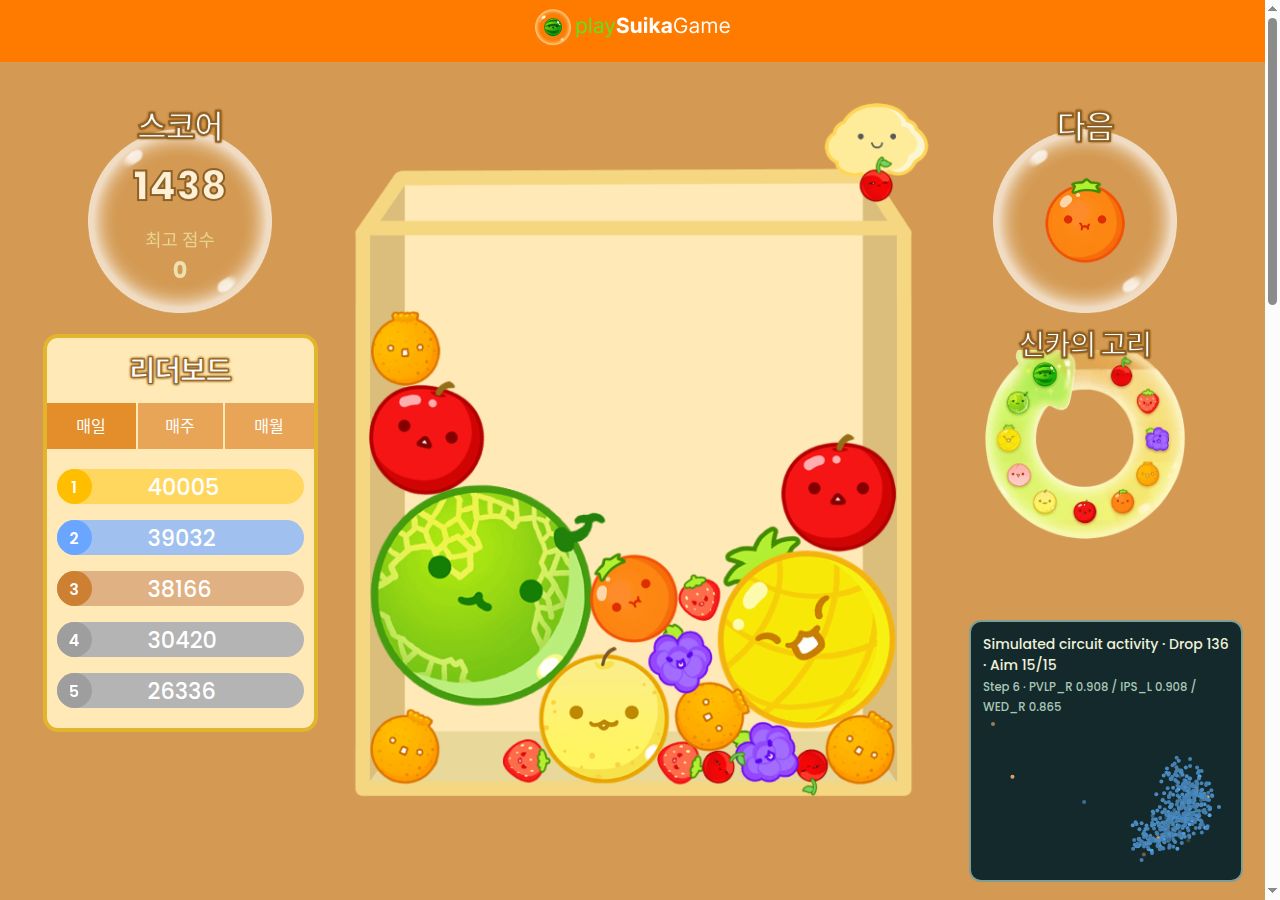 playSuikaGame
스코어
1438
최고 점수
0
리더보드
매일 매주 매월
1 40005
2 39032
3 38166
4 30420
5 26336
다음
신카의 고리
Simulated circuit activity · Drop 136
· Aim 15/15
Step 6 · PVLP_R 0.908 / IPS_L 0.908 /
WED_R 0.865